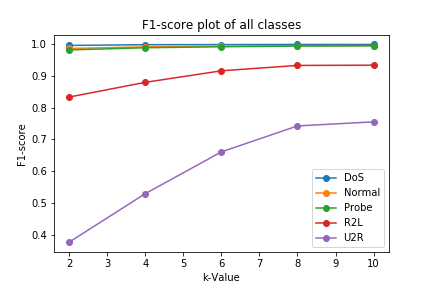 F1-score plot of all classes
1.0
0.9
0.8
0.7
0.6
0.5
0.4
F1-score
2 3 4 5 6 7 8 9 10
k-Value
DoS
Normal
Probe
R2L
U2R